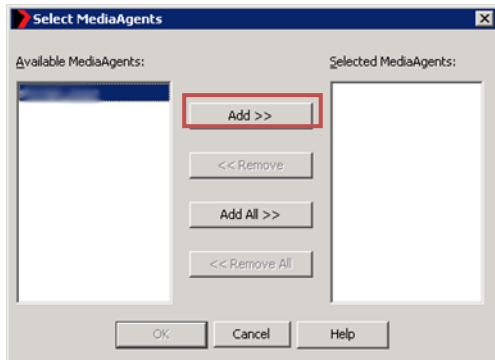 Select MediaAgents
Available MediaAgents:
Selected MediaAgents:
Add >>
<< Remove
Add All >>
<< Remove All
OK
Cancel
Help